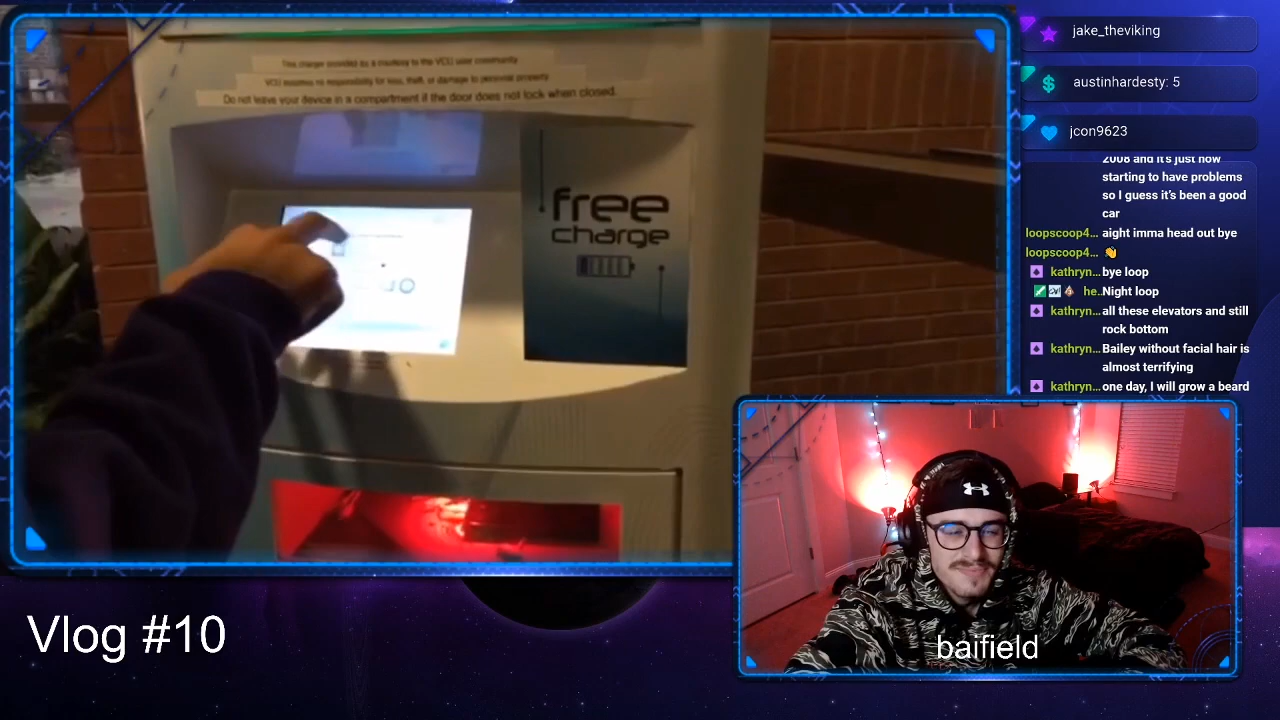 This charger provided by a courtesy to the VCU user community
VCU assumes no responsibility for loss, theft, or damage to personal property
Do not leave your device in a compartment if the door does not lock when closed.
free
charge
Vlog #10
baifield
jake_theviking
austinhardesty: 5
jcon9623
2008 and it's just now
starting to have problems
so I guess it's been a good
car
loopscoop4... aight imma head out bye
loopscoop4... 👏
kathryn... bye loop
he.. Night loop
kathryn... all these elevators and still
rock bottom
kathryn... Bailey without facial hair is
almost terrifying
kathryn... one day, I will grow a beard